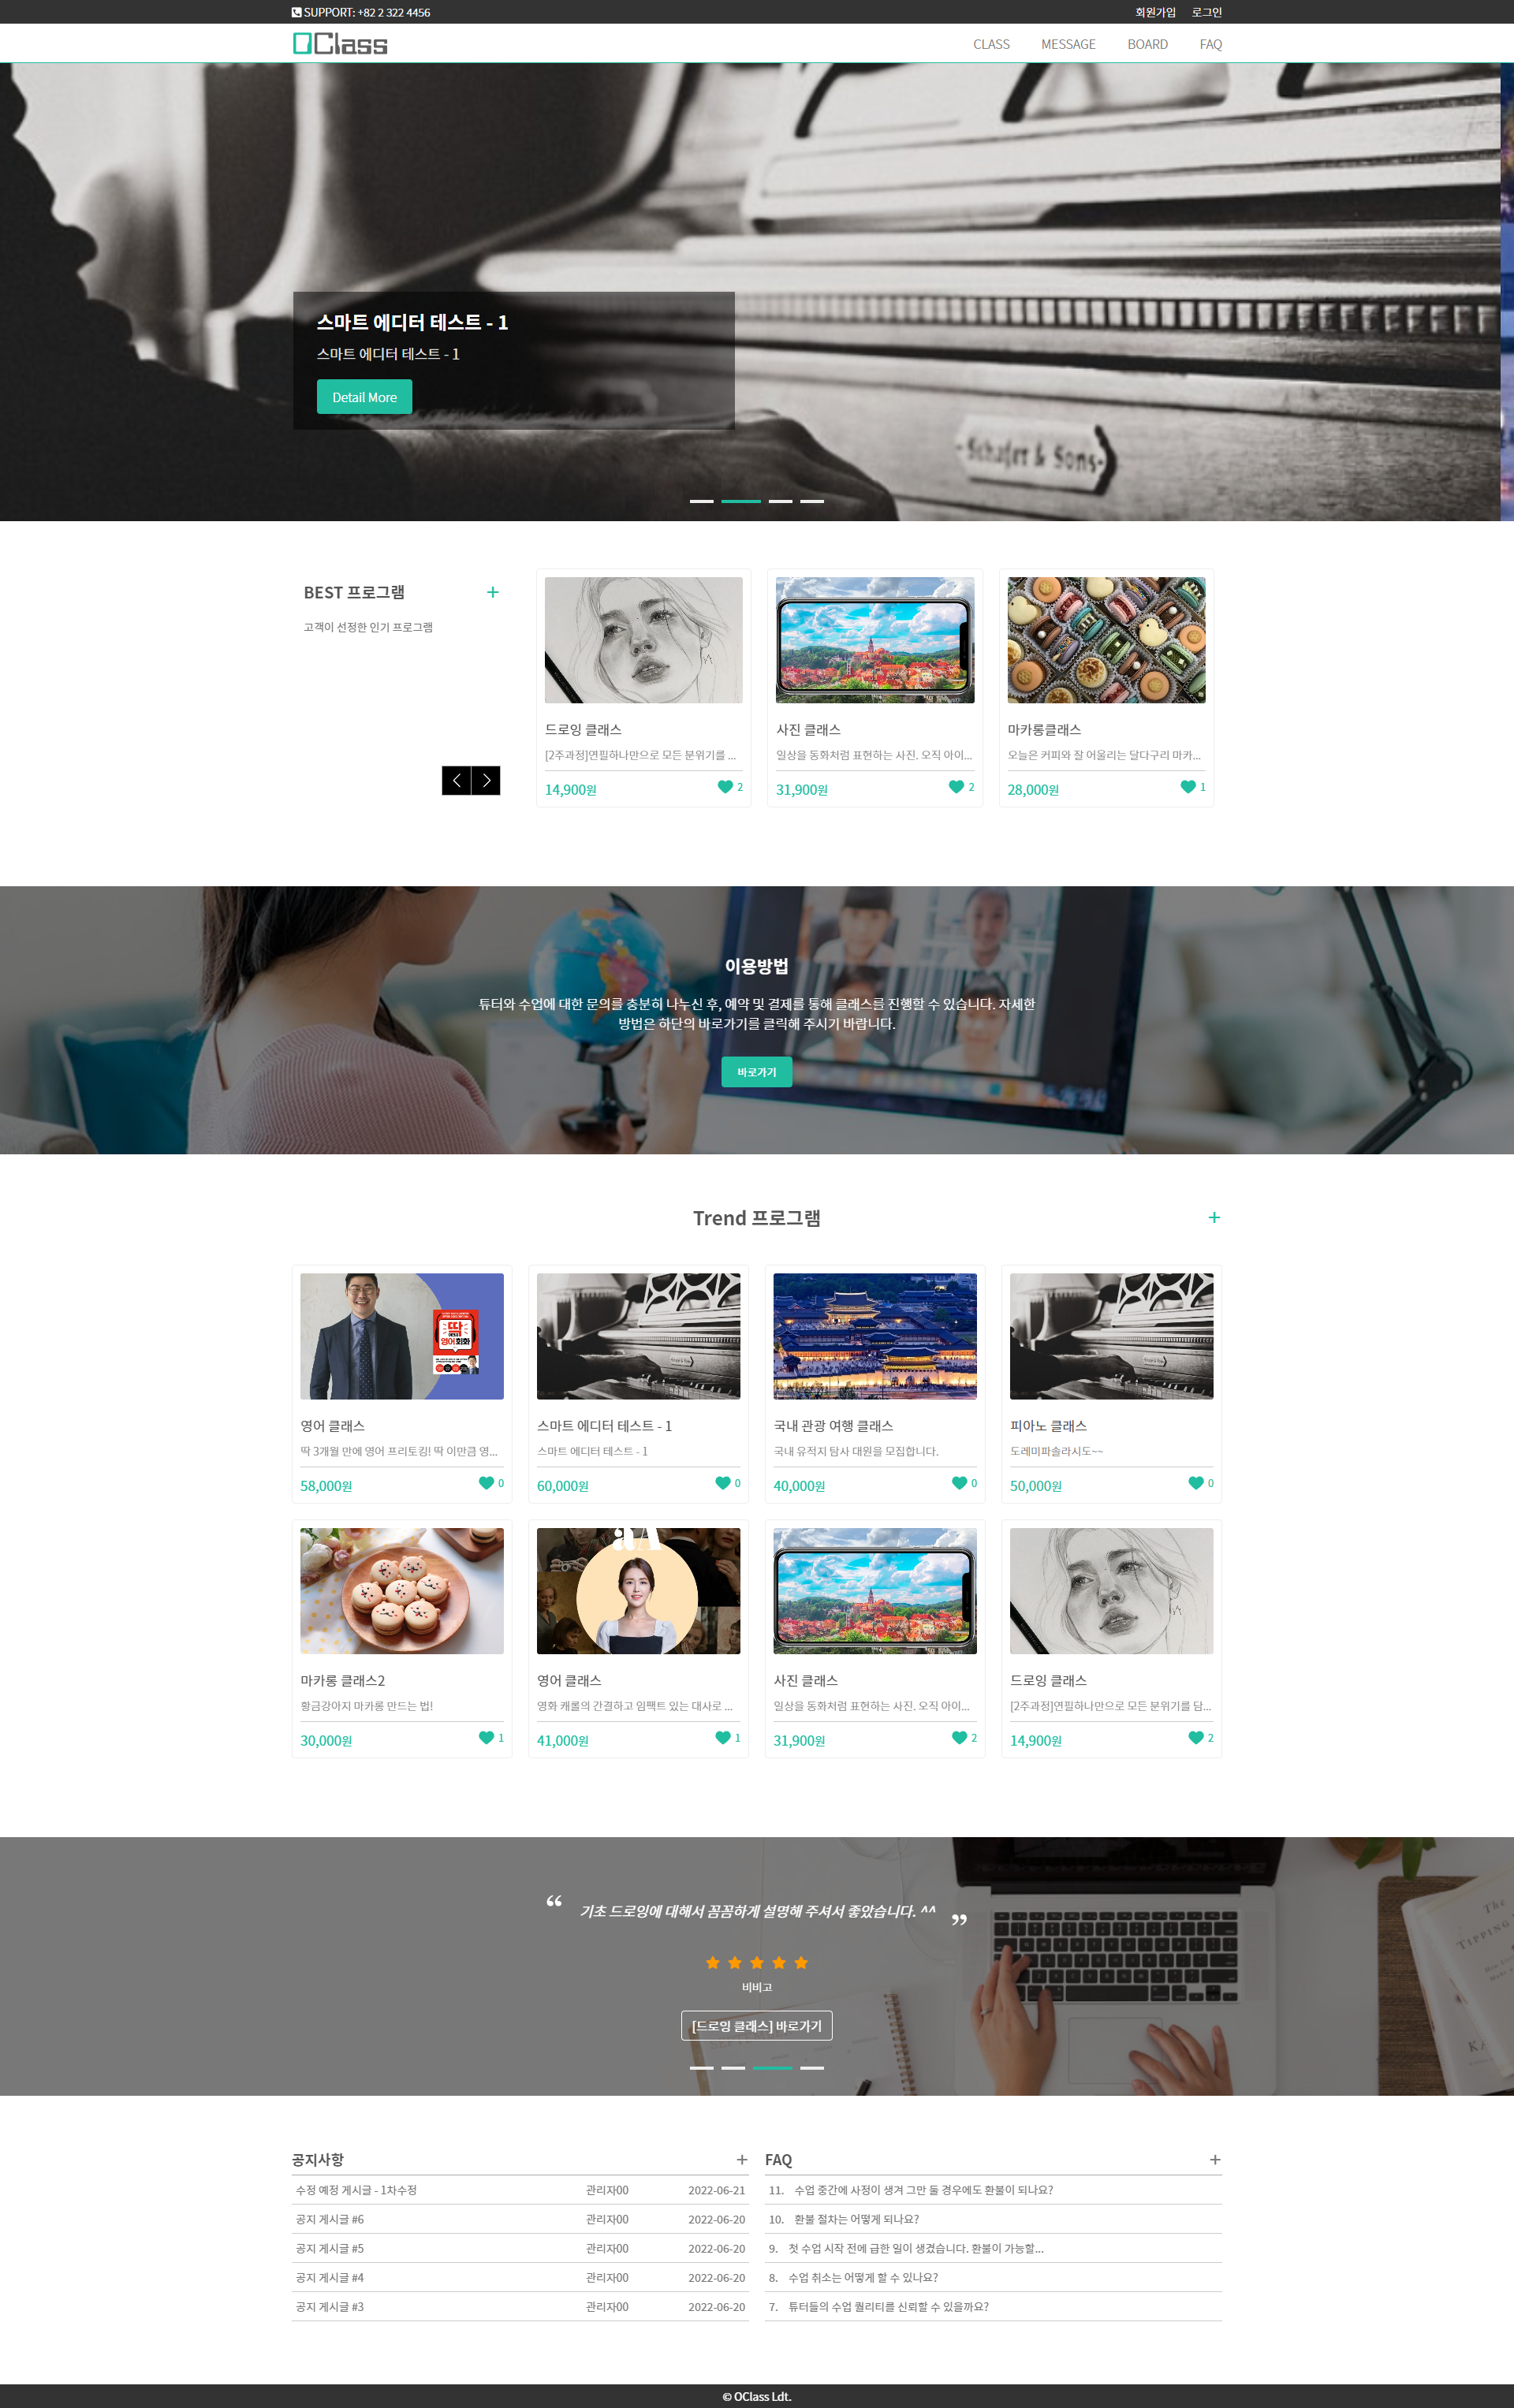 SUPPORT: +82 2 322 4456
회원가입 로그인
OClass
CLASS MESSAGE BOARD FAQ
스마트 에디터 테스트 - 1
스마트 에디터 테스트 - 1
Detail More
Schafer & Sons
BEST 프로그램 +
고객이 선정한 인기 프로그램
드로잉 클래스
[2주과정]연필하나만으로 모든 분위기를 ...
14,900원 2
사진 클래스
일상을 동화처럼 표현하는 사진. 오직 아이...
31,900원 2
마카롱클래스
오늘은 커피와 잘 어울리는 달다구리 마카...
28,000원 1
이용방법
튜터와 수업에 대한 문의를 충분히 나누신 후, 예약 및 결제를 통해 클래스를 진행할 수 있습니다. 자세한
방법은 하단의 바로가기를 클릭해 주시기 바랍니다.
바로가기
Trend 프로그램 +
딱
영어회화
영어 클래스
딱 3개월 만에 영어 프리토킹! 딱 이만큼 영...
58,000원 0
스마트 에디터 테스트 - 1
스마트 에디터 테스트 - 1
60,000원 0
국내 관광 여행 클래스
국내 유적지 탐사 대원을 모집합니다.
40,000원 0
피아노 클래스
도레미파솔라시도~~
50,000원 0
마카롱 클래스2
황금강아지 마카롱 만드는 법!
30,000원 1
영어 클래스
영화 캐롤의 간결하고 임팩트 있는 대사로 ...
41,000원 1
사진 클래스
일상을 동화처럼 표현하는 사진. 오직 아이...
31,900원 2
드로잉 클래스
[2주과정]연필하나만으로 모든 분위기를 담...
14,900원 2
“ 기초 드로잉에 대해서 꼼꼼하게 설명해 주셔서 좋았습니다. ^^ ”
비비고
[드로잉 클래스] 바로가기
The
TIPPING
공지사항 +
수정 예정 게시글 - 1차수정 관리자00 2022-06-21
공지 게시글 #6 관리자00 2022-06-20
공지 게시글 #5 관리자00 2022-06-20
공지 게시글 #4 관리자00 2022-06-20
공지 게시글 #3 관리자00 2022-06-20
FAQ +
11. 수업 중간에 사정이 생겨 그만 둘 경우에도 환불이 되나요?
10. 환불 절차는 어떻게 되나요?
9. 첫 수업 시작 전에 급한 일이 생겼습니다. 환불이 가능할...
8. 수업 취소는 어떻게 할 수 있나요?
7. 튜터들의 수업 퀄리티를 신뢰할 수 있을까요?
© OClass Ldt.